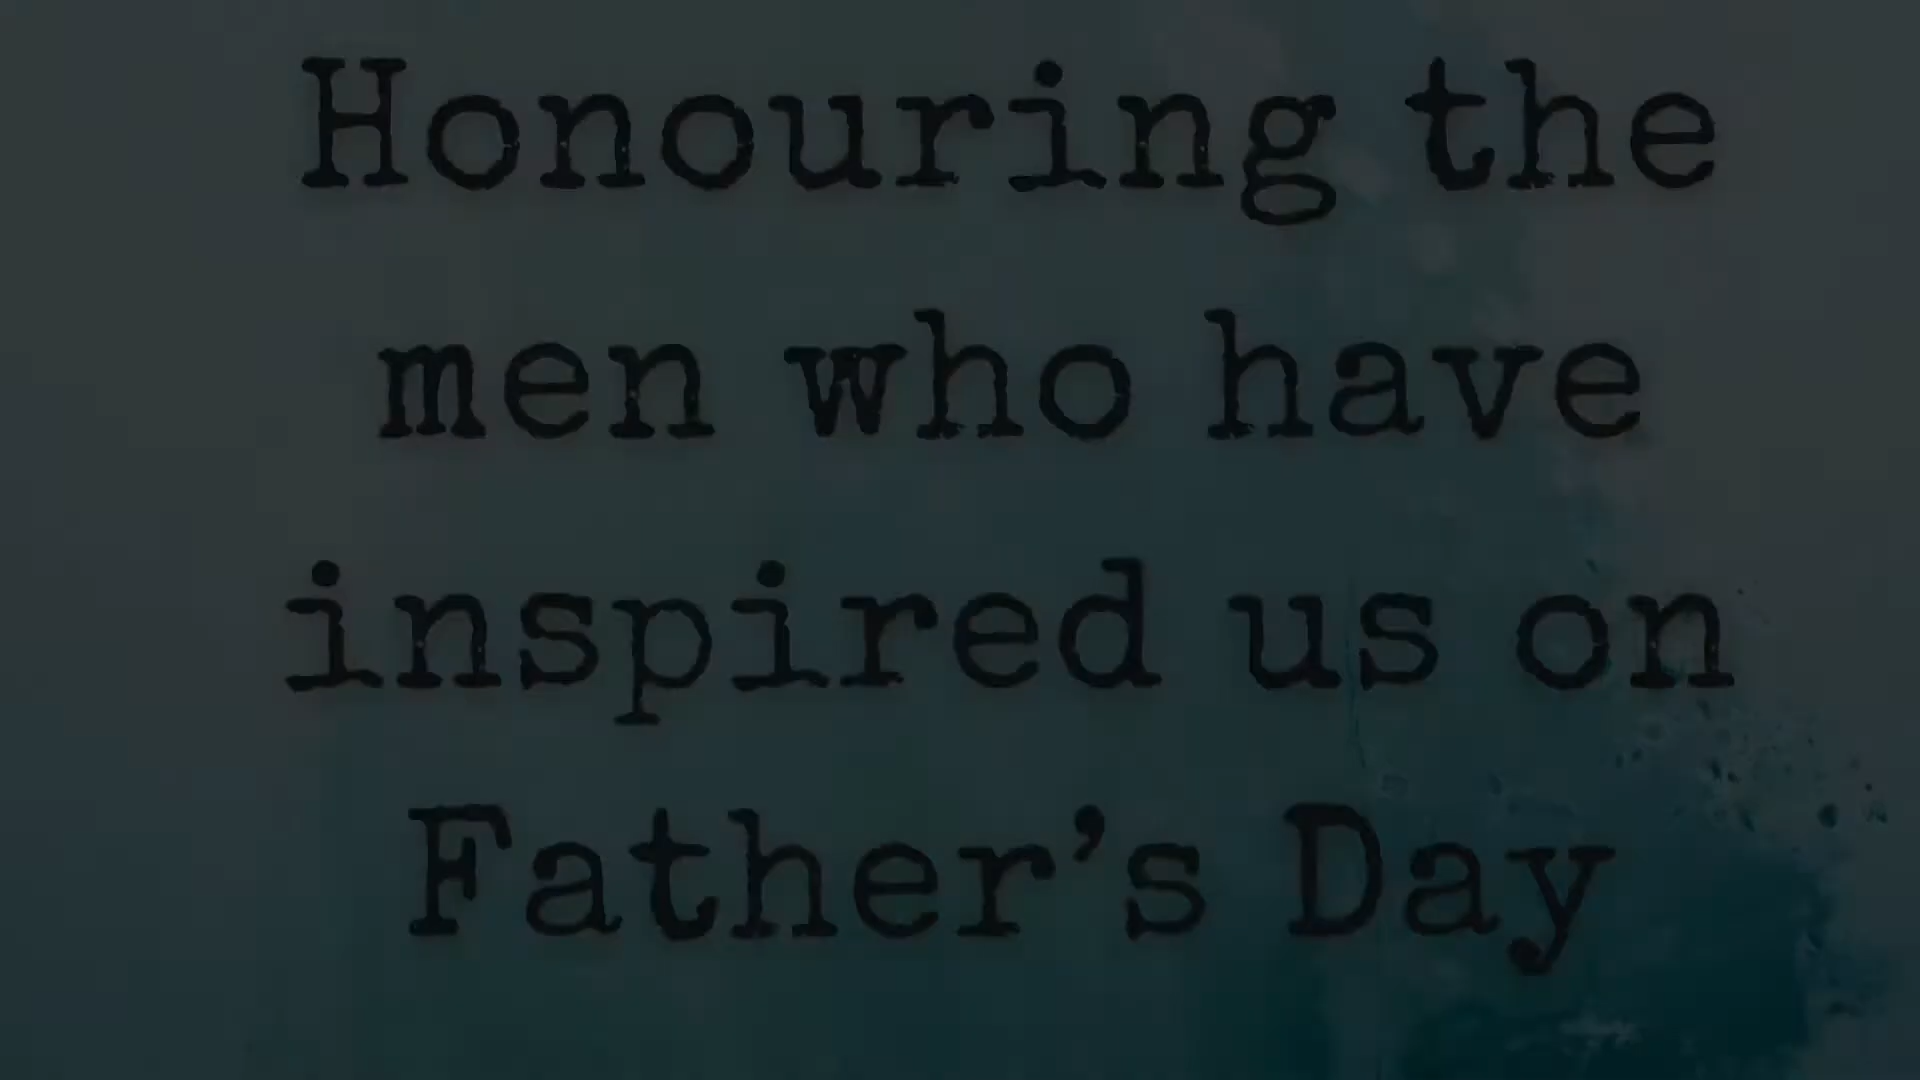 Honouring the
men who have
inspired us on
Father’s Day